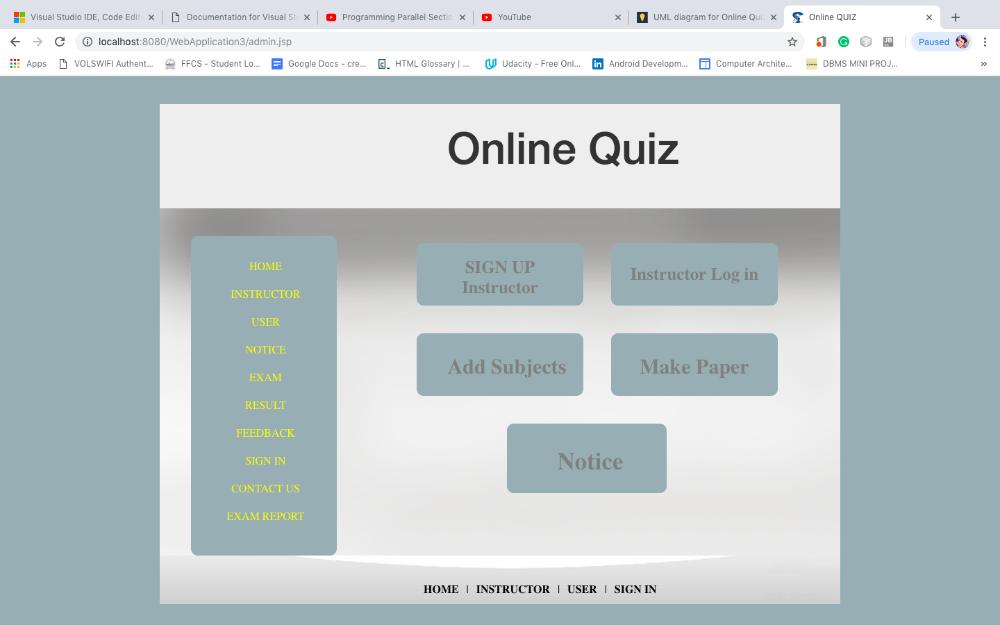 Visual Studio IDE, Code Edit
Documentation for Visual St
Programming Parallel Sectio
YouTube
UML diagram for Online Qui
Online QUIZ
localhost:8080/WebApplication3/admin.jsp
Paused
Apps
VOLSWIFI Authent...
FFCS - Student Lo...
Google Docs - cre...
HTML Glossary | ...
Udacity - Free Onl...
Android Developm...
Computer Archite...
DBMS MINI PROJ...
»
Online Quiz
HOME
INSTRUCTOR
USER
NOTICE
EXAM
RESULT
FEEDBACK
SIGN IN
CONTACT US
EXAM REPORT
SIGN UP
Instructor
Instructor Log in
Add Subjects
Make Paper
Notice
HOME | INSTRUCTOR | USER | SIGN IN